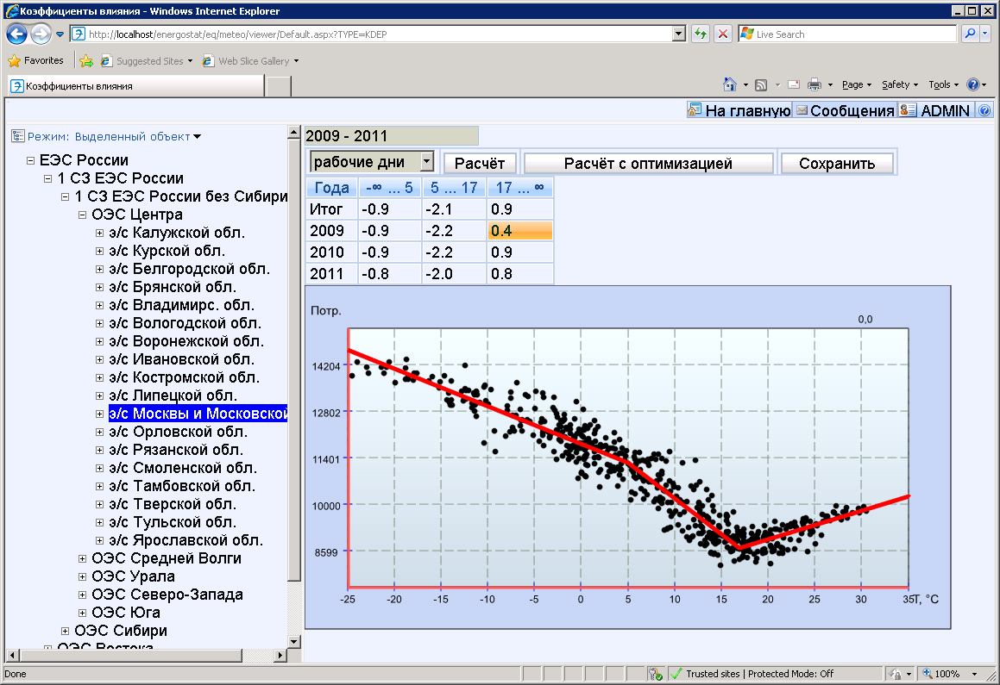 Коэффициенты влияния - Windows Internet Explorer
http://localhost/energostat/eq/meteo/viewer/Default.aspx?TYPE=KDEP
Live Search
Favorites Suggested Sites Web Slice Gallery
Коэффициенты влияния
Page Safety Tools
На главную Сообщения ADMIN
Режим: Выделенный объект
ЕЭС России
1 СЗ ЕЭС России
1 СЗ ЕЭС России без Сибири
ОЭС Центра
э/с Калужской обл.
э/с Курской обл.
э/с Белгородской обл.
э/с Брянской обл.
э/с Владимирс. обл.
э/с Вологодской обл.
э/с Воронежской обл.
э/с Ивановской обл.
э/с Костромской обл.
э/с Липецкой обл.
э/с Москвы и Московской
э/с Орловской обл.
э/с Рязанской обл.
э/с Смоленской обл.
э/с Тамбовской обл.
э/с Тверской обл.
э/с Тульской обл.
э/с Ярославской обл.
ОЭС Средней Волги
ОЭС Урала
ОЭС Северо-Запада
ОЭС Юга
ОЭС Сибири
ОЭС Востока
2009 - 2011
рабочие дни Расчёт Расчёт с оптимизацией Сохранить
Года -∞ ... 5 5 ... 17 17 ... ∞
Итог -0.9 -2.1 0.9
2009 -0.9 -2.2 0.4
2010 -0.9 -2.2 0.9
2011 -0.8 -2.0 0.8
Потр.
0,0
14204
12802
11401
10000
8599
-25 -20 -15 -10 -5 0 5 10 15 20 25 30 35 T, °C
Done Trusted sites | Protected Mode: Off 100%